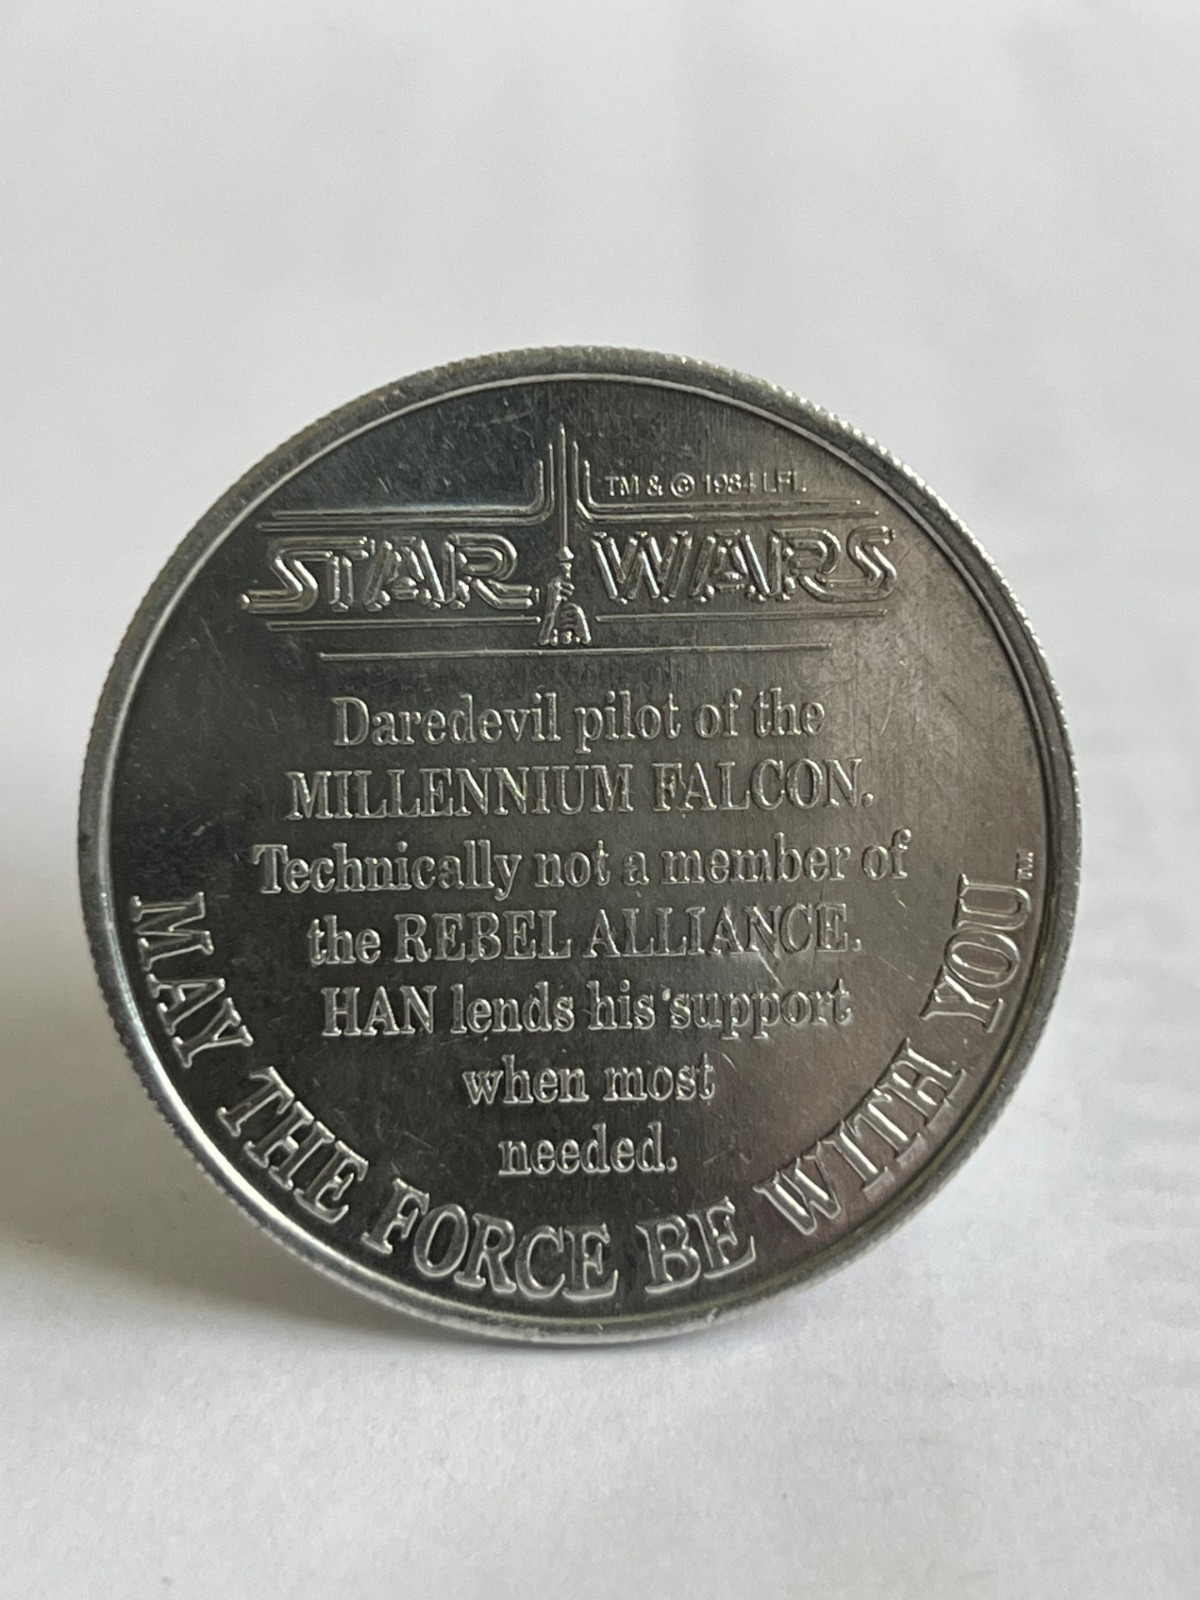 TM & © 1984 LFL
STAR WARS
Daredevil pilot of the
MILLENNIUM FALCON.
Technically not a member of
the REBEL ALLIANCE.
HAN lends his support
when most
needed.
MAY THE FORCE BE WITH YOU.™